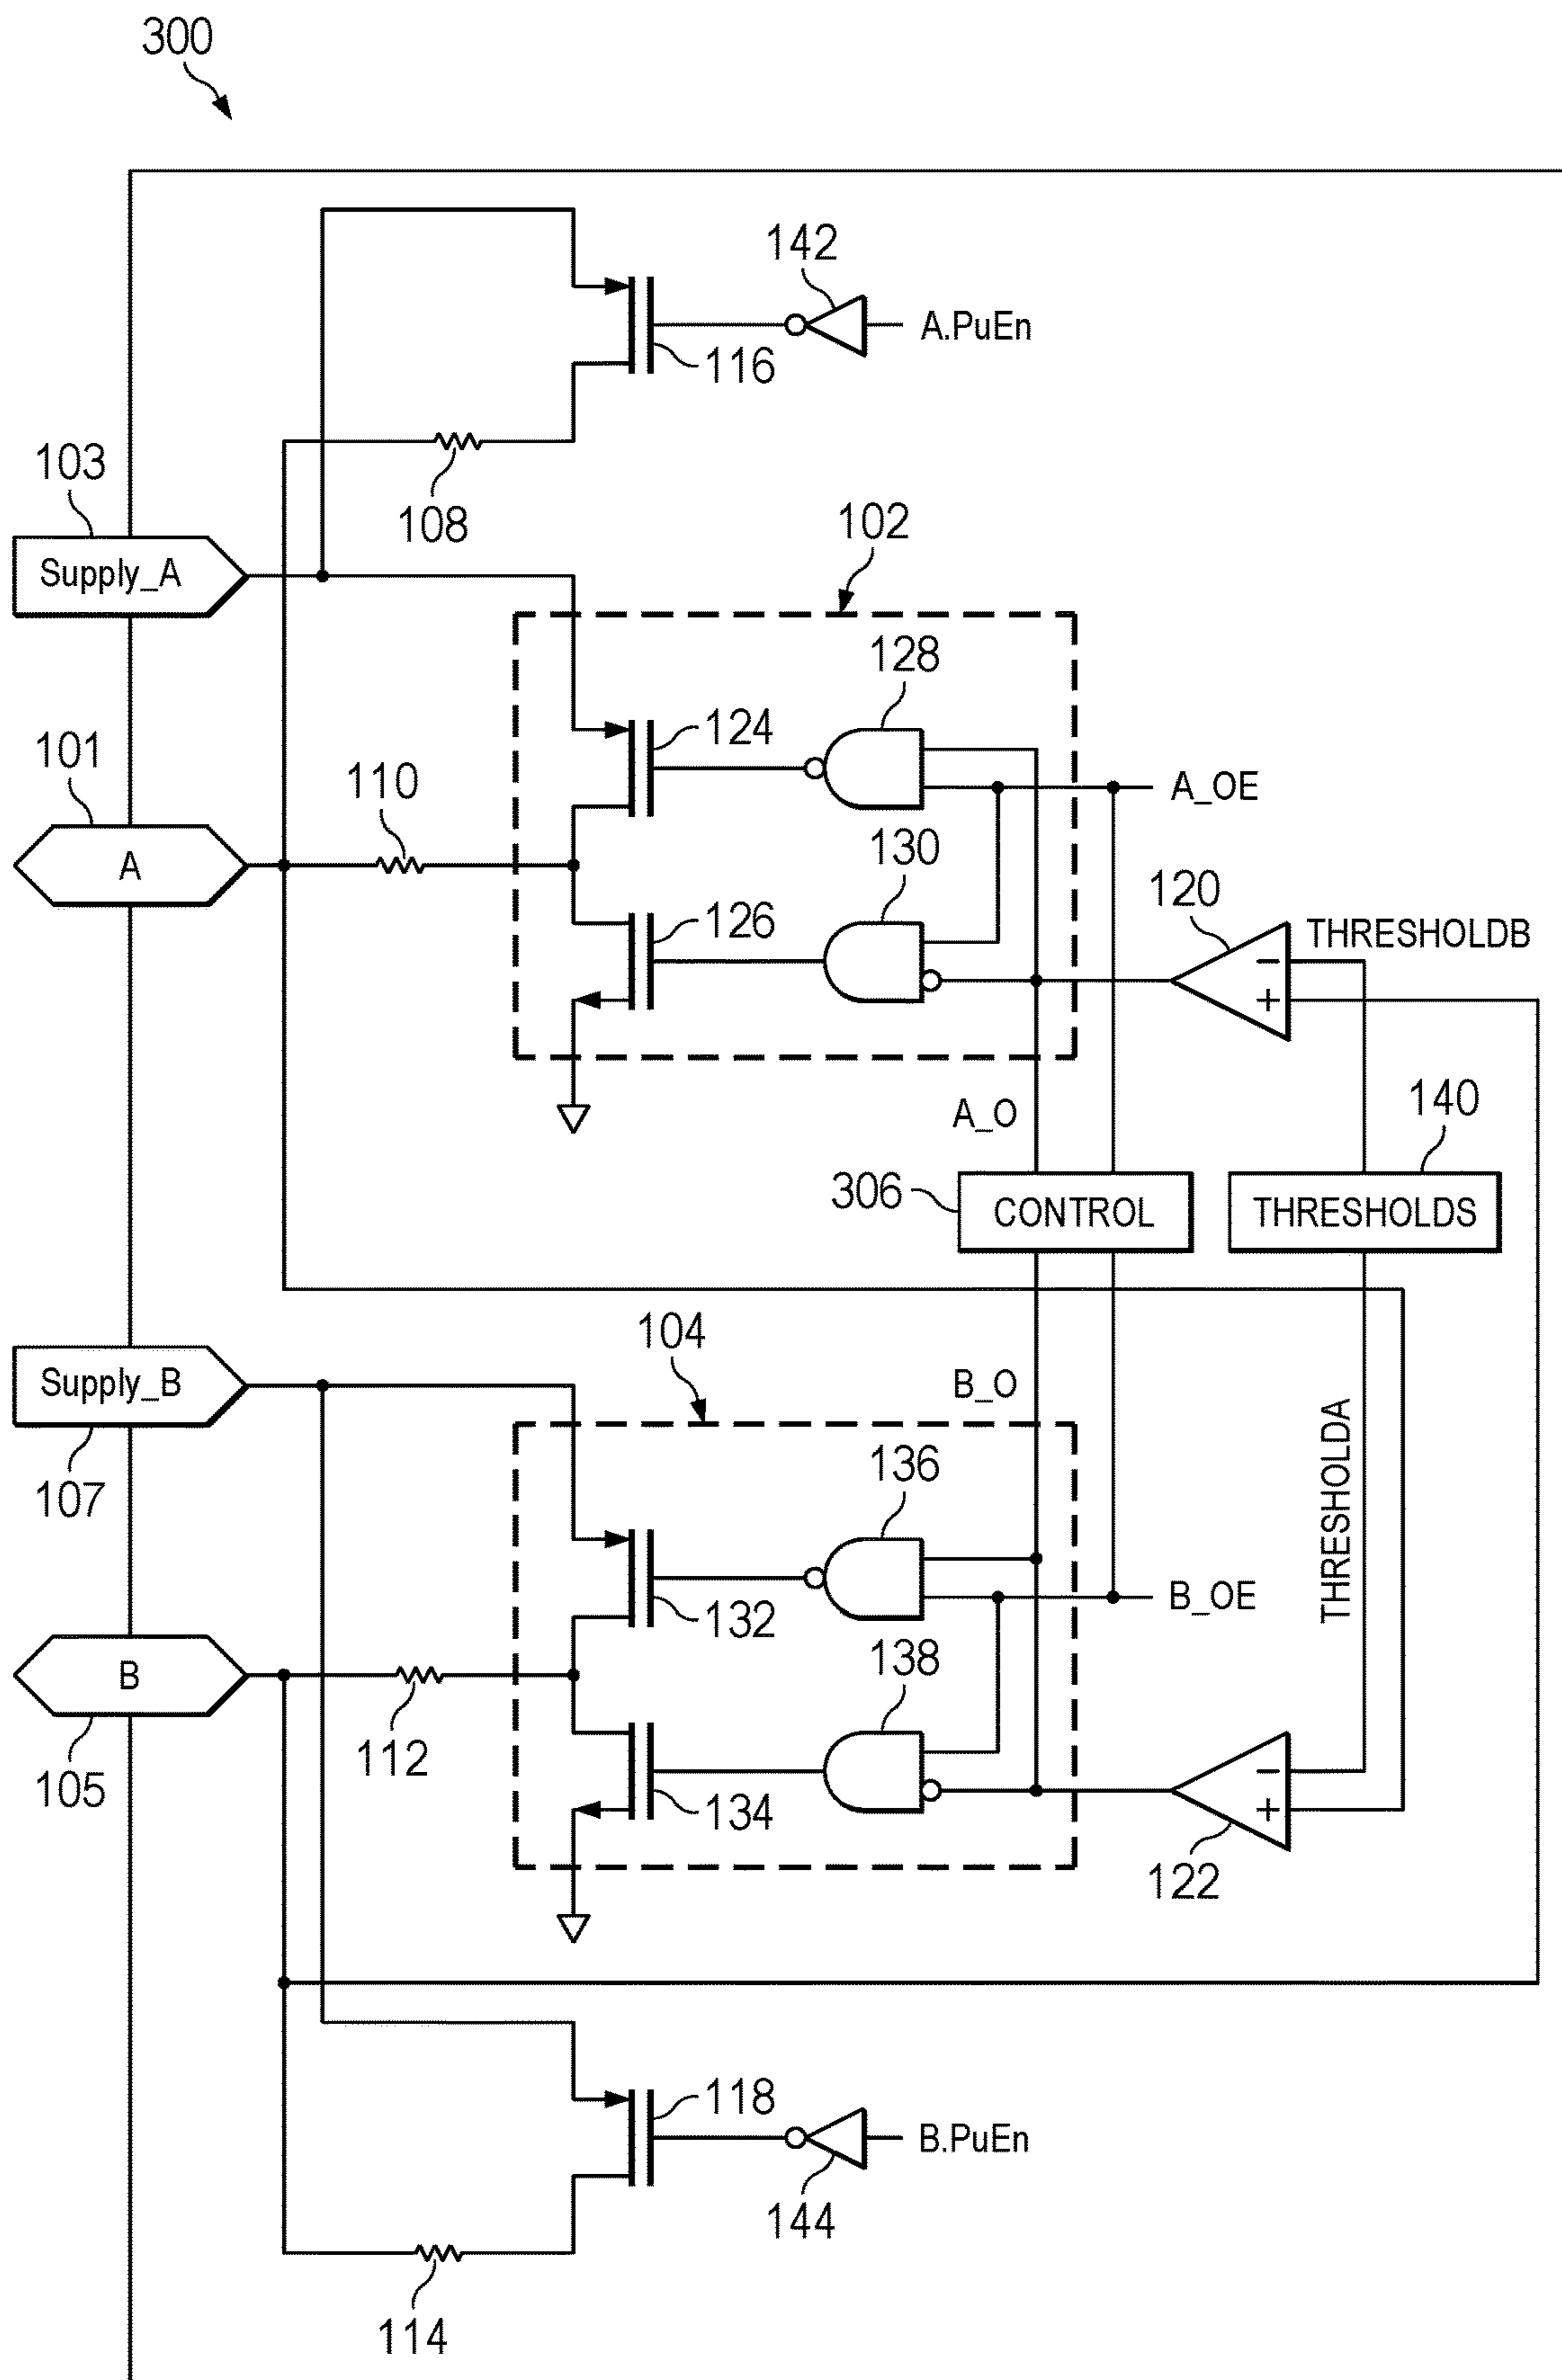 300
142
A.PuEn
116
103
108
Supply_A
102
128
101
124
110
A_OE
A
130
120
126
THRESHOLDB
- +
A_O
140
306
CONTROL
THRESHOLDS
104
Supply_B
B_O
136
107
THRESHOLDA
132
B_OE
B
138
112
105
134
- +
122
118
B.PuEn
144
114